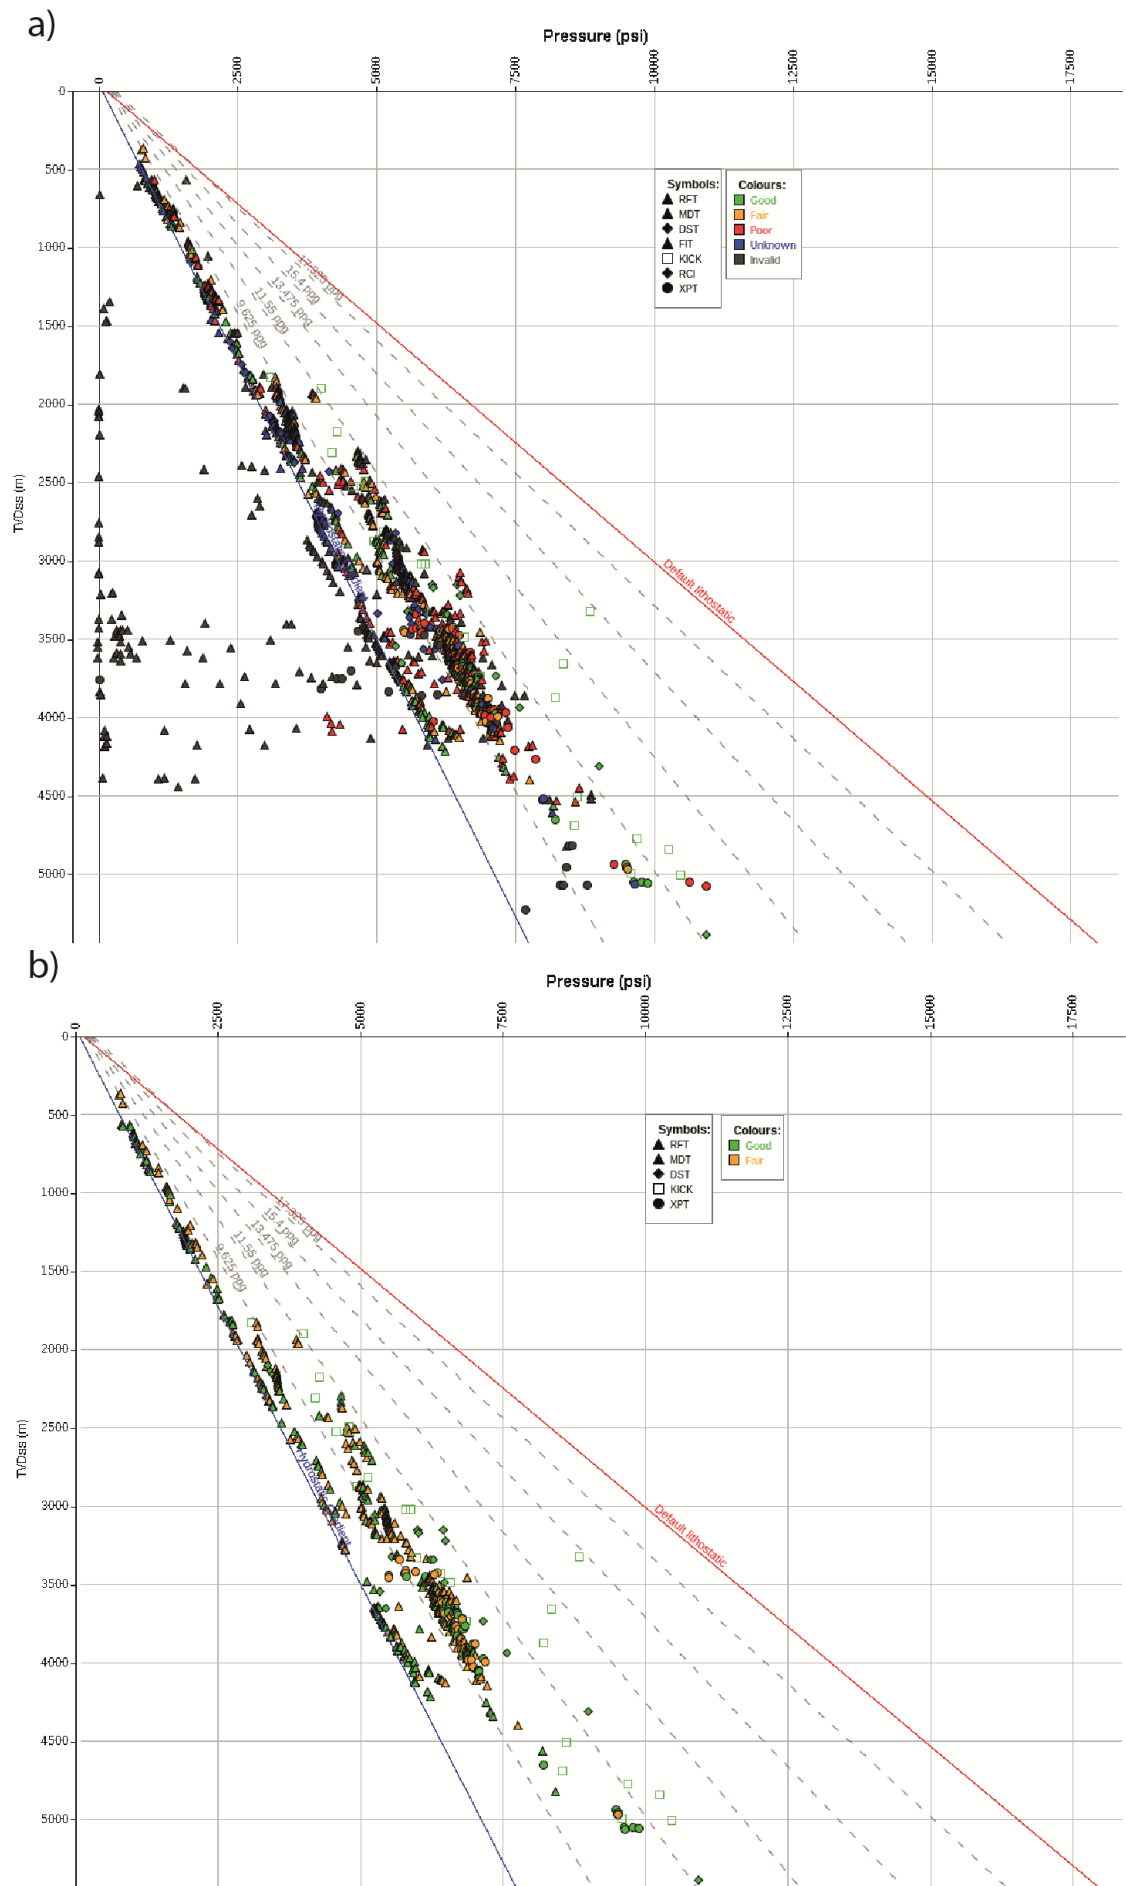 a)
Pressure (psi)
0 2500 5000 7500 10000 12500 15000 17500
0
500
1000
1500
2000
2500
3000
3500
4000
4500
5000
TVDss (m)
Symbols:
RFT
MDT
DST
FIT
KICK
RCI
XPT
Colours:
Good
Fair
Poor
Unknown
Invalid
17.325 ppg
15.4 ppg
13.475 ppg
11.55 ppg
9.625 ppg
Default lithostatic
b)
Pressure (psi)
0 2500 5000 7500 10000 12500 15000 17500
0
500
1000
1500
2000
2500
3000
3500
4000
4500
5000
TVDss (m)
Symbols:
RFT
MDT
DST
KICK
XPT
Colours:
Good
Fair
17.325 ppg
15.4 ppg
13.475 ppg
11.55 ppg
9.625 ppg
Hydrostatic gradient
Default lithostatic